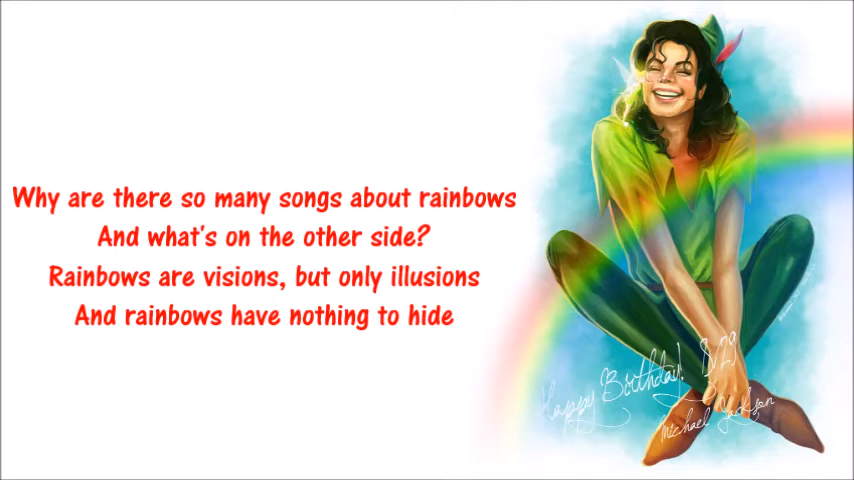 Why are there so many songs about rainbows
And what's on the other side?
Rainbows are visions, but only illusions
And rainbows have nothing to hide
Happy Birthday! 8/29
Michael Jackson